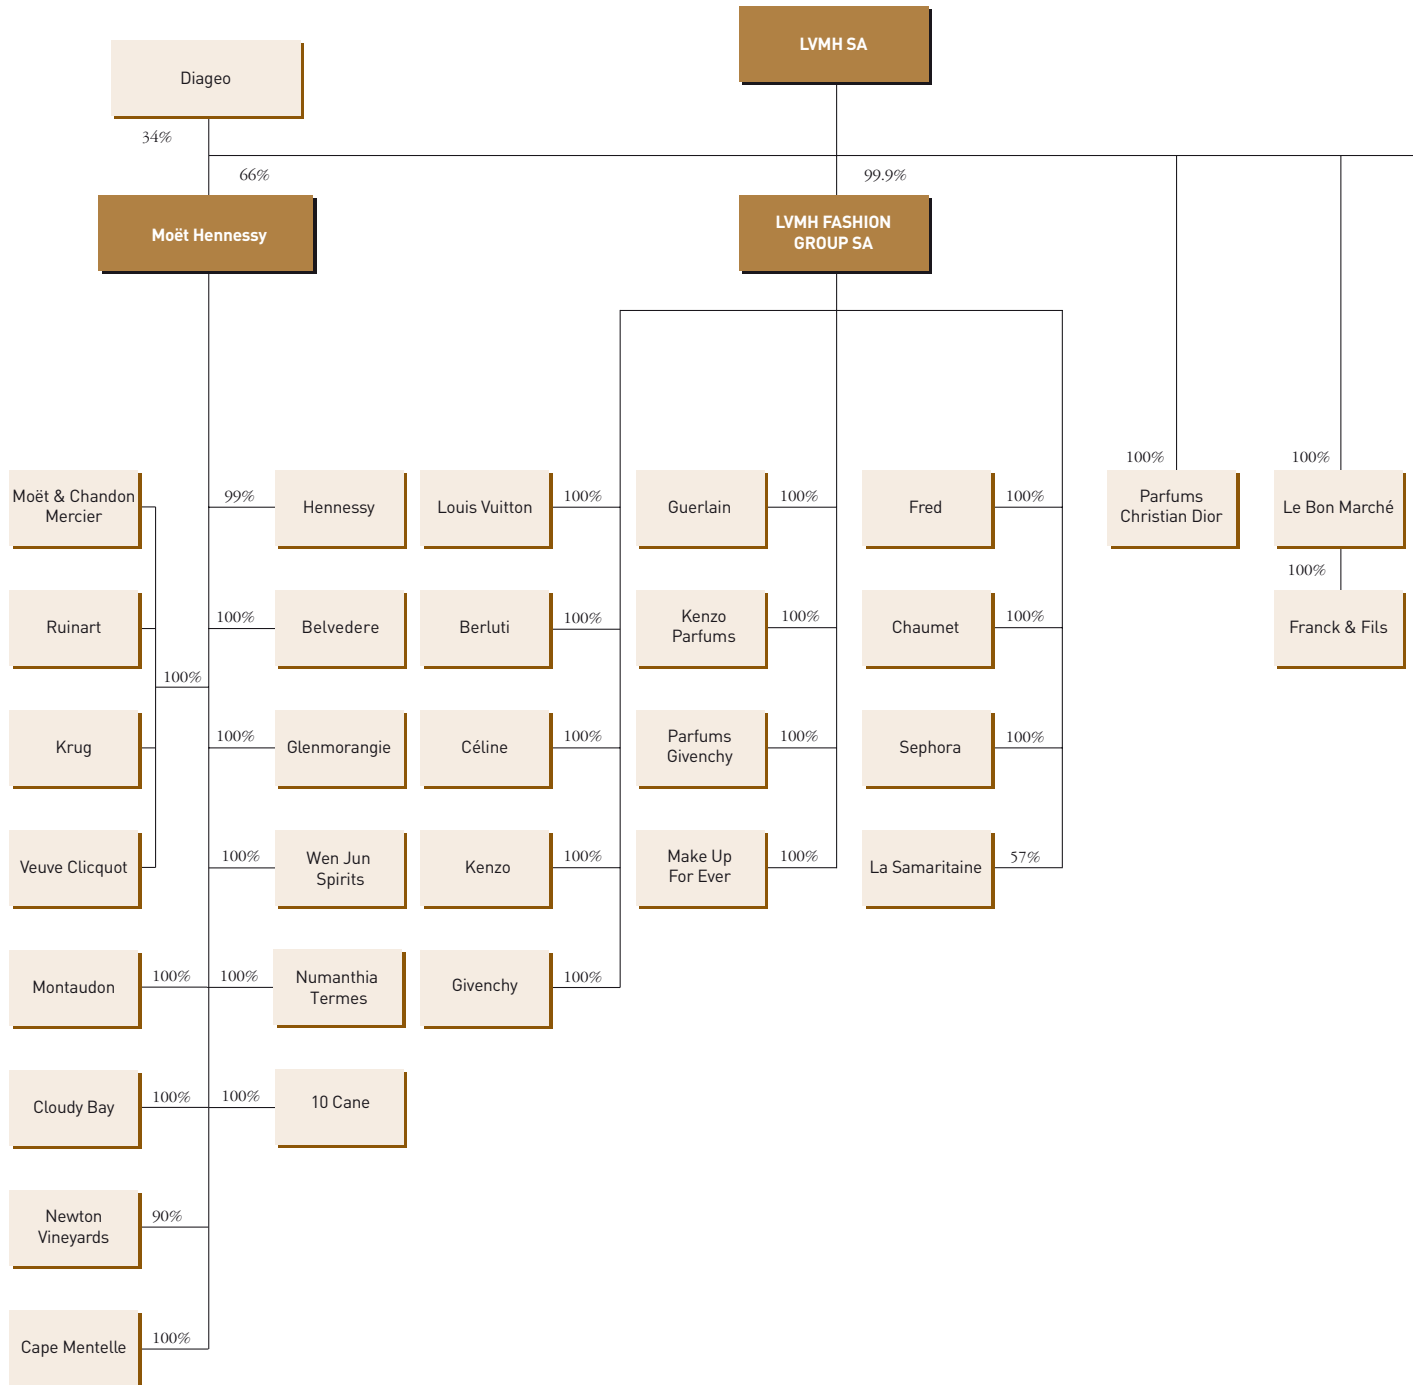 LVMH SA
Diageo
34%
66%
99.9%
Moët Hennessy
LVMH FASHION
GROUP SA
Moët & Chandon
Mercier
99%
Hennessy
Louis Vuitton
100%
Guerlain
100%
Fred
100%
100%
Parfums
Christian Dior
100%
Le Bon Marché
100%
Franck & Fils
Ruinart
100%
Belvedere
Berluti
100%
Kenzo
Parfums
100%
Chaumet
100%
100%
Krug
100%
Glenmorangie
Céline
100%
Parfums
Givenchy
100%
Sephora
100%
Veuve Clicquot
100%
Wen Jun
Spirits
Kenzo
100%
Make Up
For Ever
100%
La Samaritaine
57%
Montaudon
100%
100%
Numanthia
Termes
Givenchy
100%
Cloudy Bay
100%
100%
10 Cane
Newton
Vineyards
90%
Cape Mentelle
100%